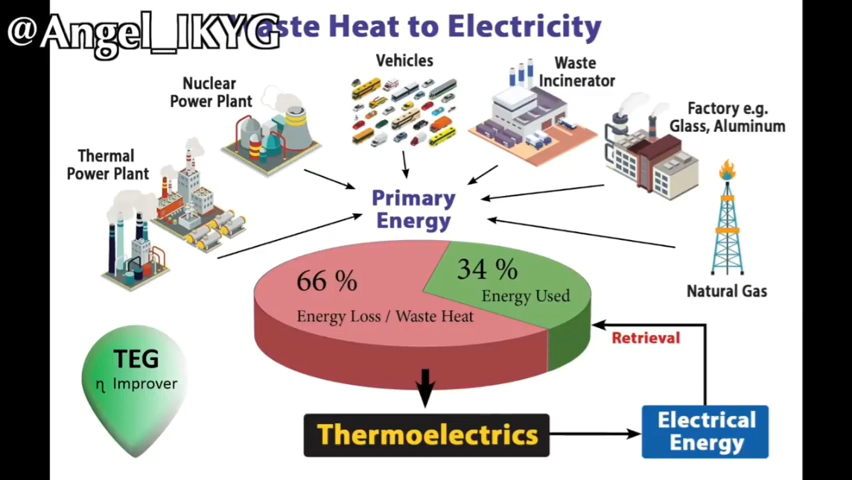 @Angel_IKYG
aste Heat to Electricity
Vehicles
Waste
Incinerator
Nuclear
Power Plant
Factory e.g.
Glass, Aluminum
Thermal
Power Plant
Primary
Energy
66 %
34 %
Energy Used
Energy Loss / Waste Heat
Natural Gas
Retrieval
TEG
η Improver
Thermoelectrics
Electrical
Energy